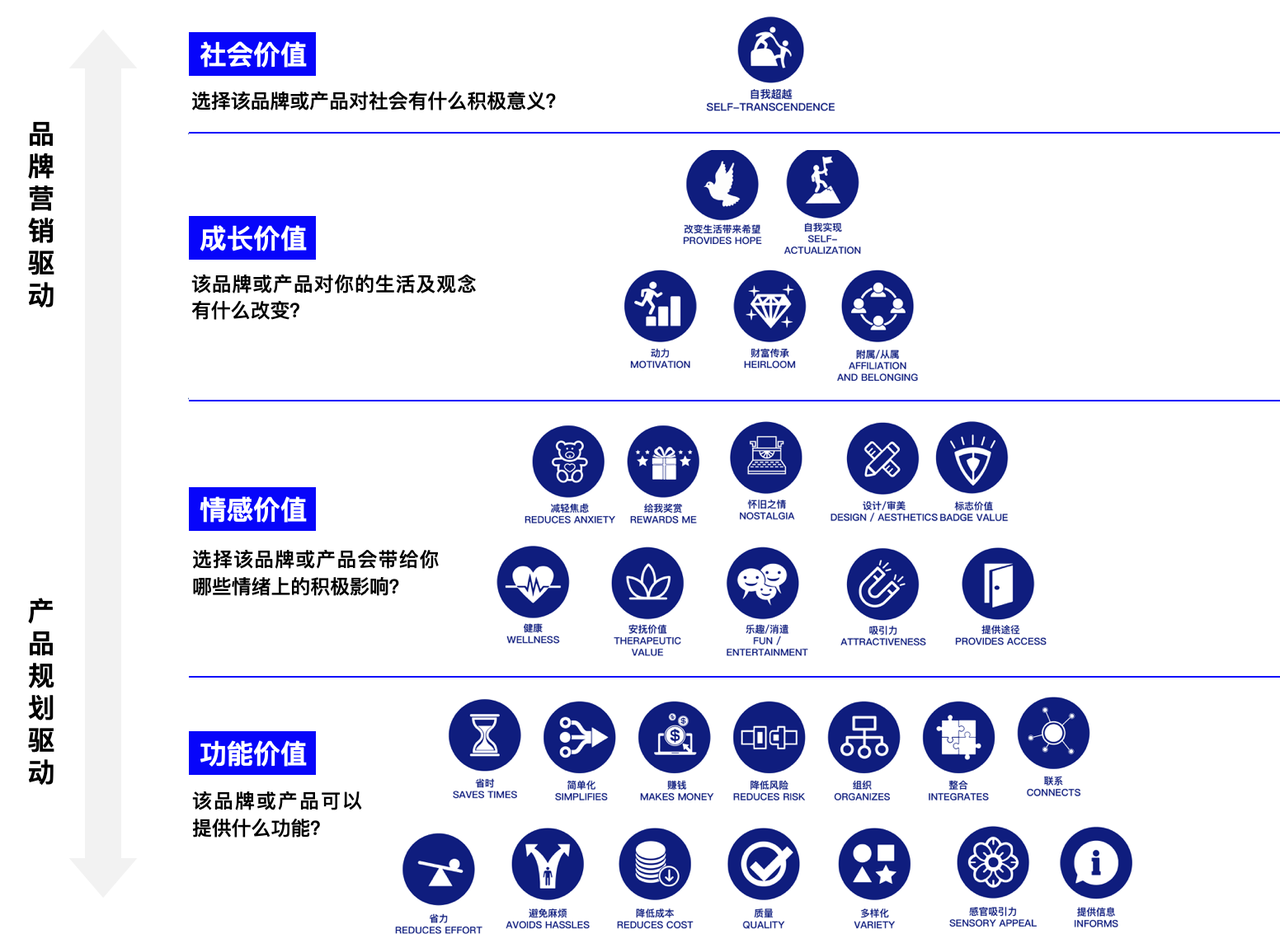 品牌营销驱动
产品规划驱动
社会价值
选择该品牌或产品对社会有什么积极意义?
自我超越
SELF-TRANSCENDENCE
成长价值
该品牌或产品对你的生活及观念
有什么改变?
改变生活带来希望
PROVIDES HOPE
自我实现
SELF-
ACTUALIZATION
动力
MOTIVATION
财富传承
HEIRLOOM
附属/从属
AFFILIATION
AND BELONGING
情感价值
选择该品牌或产品会带给你
哪些情绪上的积极影响?
减轻焦虑
REDUCES ANXIETY
给我奖赏
REWARDS ME
怀旧之情
NOSTALGIA
设计/审美
DESIGN / AESTHETICS
标志价值
BADGE VALUE
健康
WELLNESS
安抚价值
THERAPEUTIC
VALUE
乐趣/消遣
FUN /
ENTERTAINMENT
吸引力
ATTRACTIVENESS
提供途径
PROVIDES ACCESS
功能价值
该品牌或产品可以
提供什么功能?
省时
SAVES TIMES
简单化
SIMPLIFIES
赚钱
MAKES MONEY
降低风险
REDUCES RISK
组织
ORGANIZES
整合
INTEGRATES
联系
CONNECTS
省力
REDUCES EFFORT
避免麻烦
AVOIDS HASSLES
降低成本
REDUCES COST
质量
QUALITY
多样化
VARIETY
感官吸引力
SENSORY APPEAL
提供信息
INFORMS